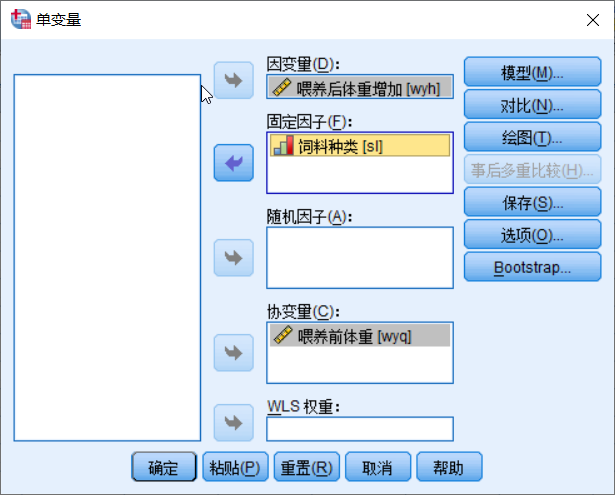 单变量
因变量(D):
喂养后体重增加 [wyh]
固定因子(F):
饲料种类 [sl]
随机因子(A):
协变量(C):
喂养前体重 [wyq]
WLS 权重:
模型(M)...
对比(N)...
绘图(T)...
事后多重比较(H)...
保存(S)...
选项(O)...
Bootstrap...
确定
粘贴(P)
重置(R)
取消
帮助